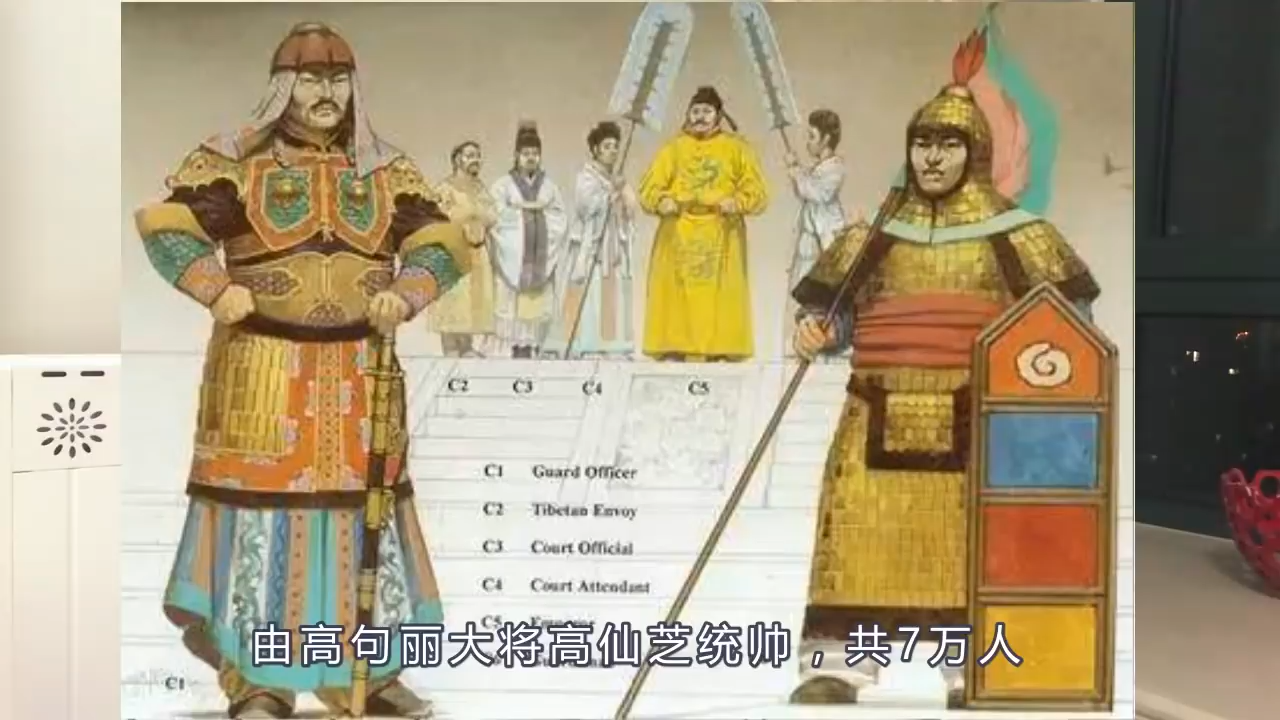 C2 C3 C4 C5
C1 Guard Officer
C2 Tibetan Envoy
C3 Court Official
C4 Court Attendant
C5
由高句丽大将高仙芝统帅，共7万人
C1